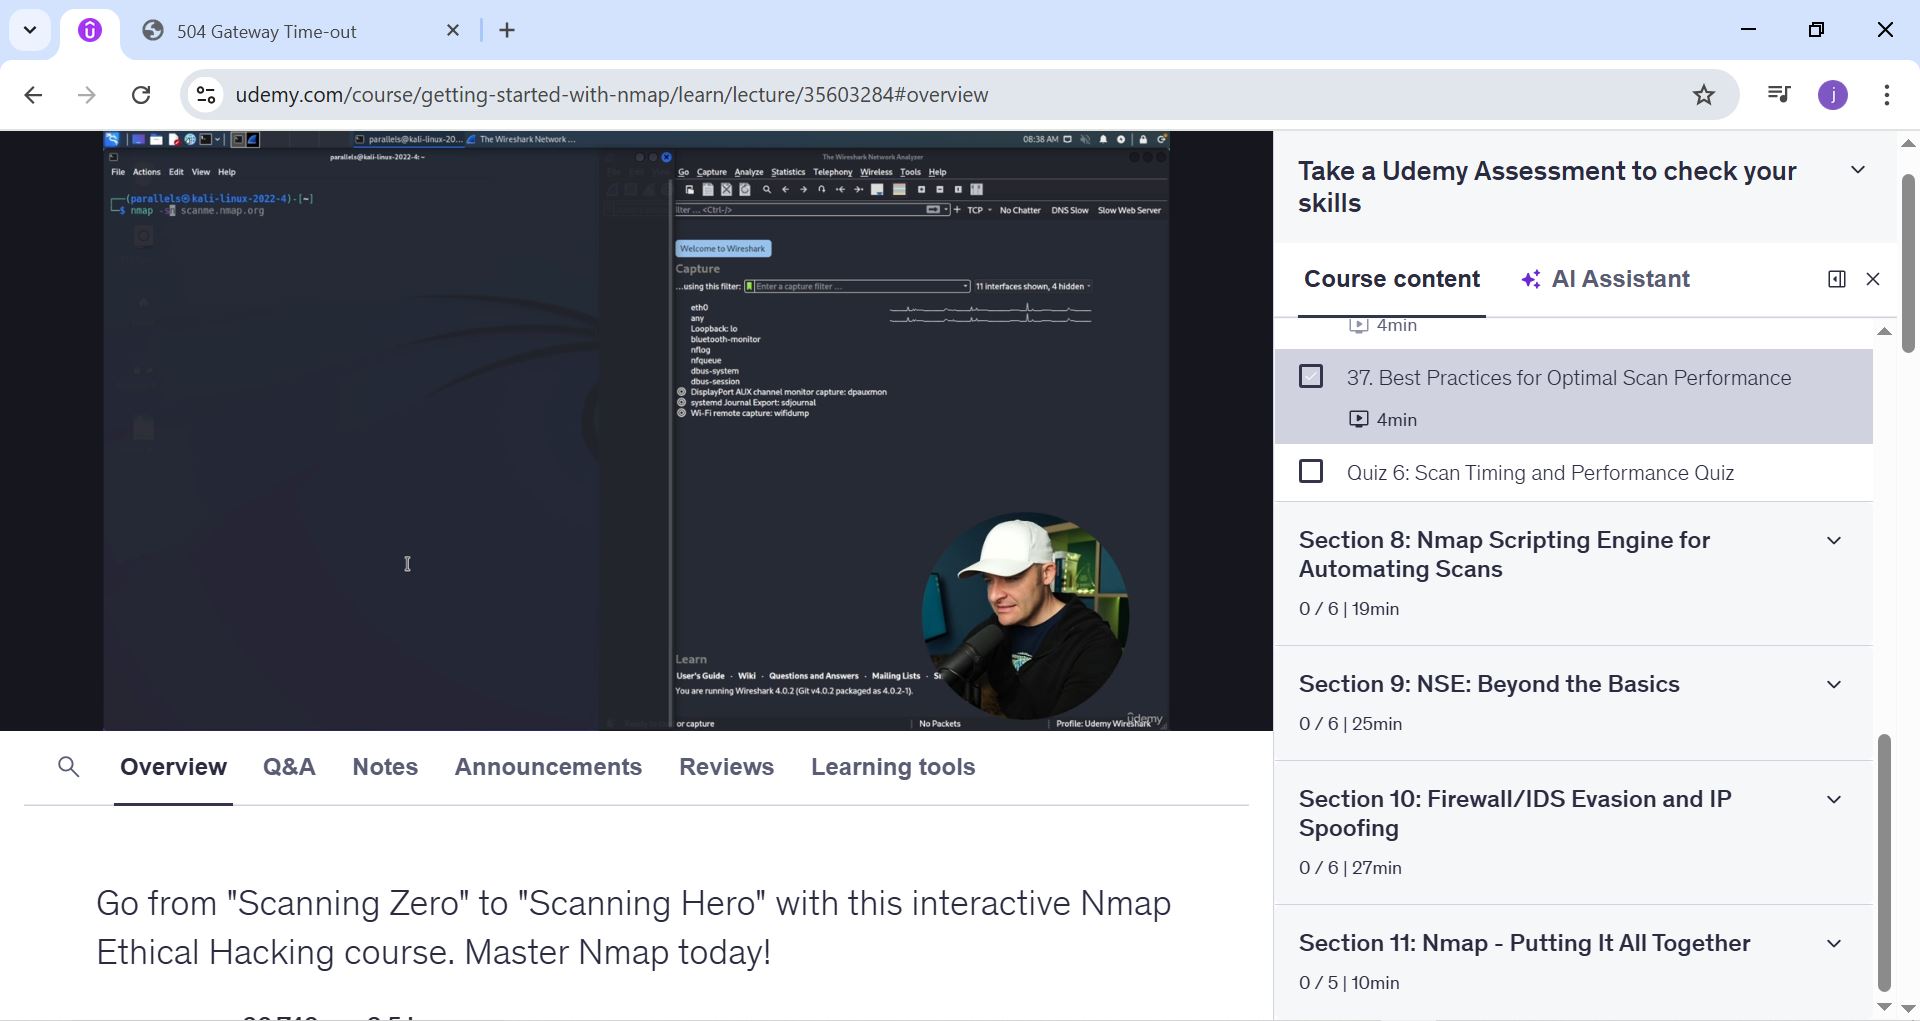 504 Gateway Time-out
udemy.com/course/getting-started-with-nmap/learn/lecture/35603284#overview
j
parallels@kali-linux-20...
The Wireshark Network ...
08:38 AM
parallels@kali-linux-2022-4: ~
File Actions Edit View Help
(parallels㉿kali-linux-2022-4)-[~]
$ nmap -sn scanme.nmap.org
The Wireshark Network Analyzer
Go Capture Analyze Statistics Telephony Wireless Tools Help
lter ... <Ctrl-/>
+ TCP No Chatter DNS Slow Slow Web Server
Welcome to Wireshark
Capture
...using this filter: Enter a capture filter ... 11 interfaces shown, 4 hidden
eth0
any
Loopback: lo
bluetooth-monitor
nflog
nfqueue
dbus-system
dbus-session
DisplayPort AUX channel monitor capture: dpauxmon
systemd Journal Export: sdjournal
Wi-Fi remote capture: wifidump
Learn
User's Guide · Wiki · Questions and Answers · Mailing Lists ·
You are running Wireshark 4.0.2 (Git v4.0.2 packaged as 4.0.2-1).
or capture
No Packets
Profile: Udemy Wireshark
udemy
Take a Udemy Assessment to check your
skills
Course content
AI Assistant
4min
37. Best Practices for Optimal Scan Performance
4min
Quiz 6: Scan Timing and Performance Quiz
Section 8: Nmap Scripting Engine for
Automating Scans
0 / 6 | 19min
Section 9: NSE: Beyond the Basics
0 / 6 | 25min
Section 10: Firewall/IDS Evasion and IP
Spoofing
0 / 6 | 27min
Section 11: Nmap - Putting It All Together
0 / 5 | 10min
Overview
Q&A
Notes
Announcements
Reviews
Learning tools
Go from "Scanning Zero" to "Scanning Hero" with this interactive Nmap
Ethical Hacking course. Master Nmap today!